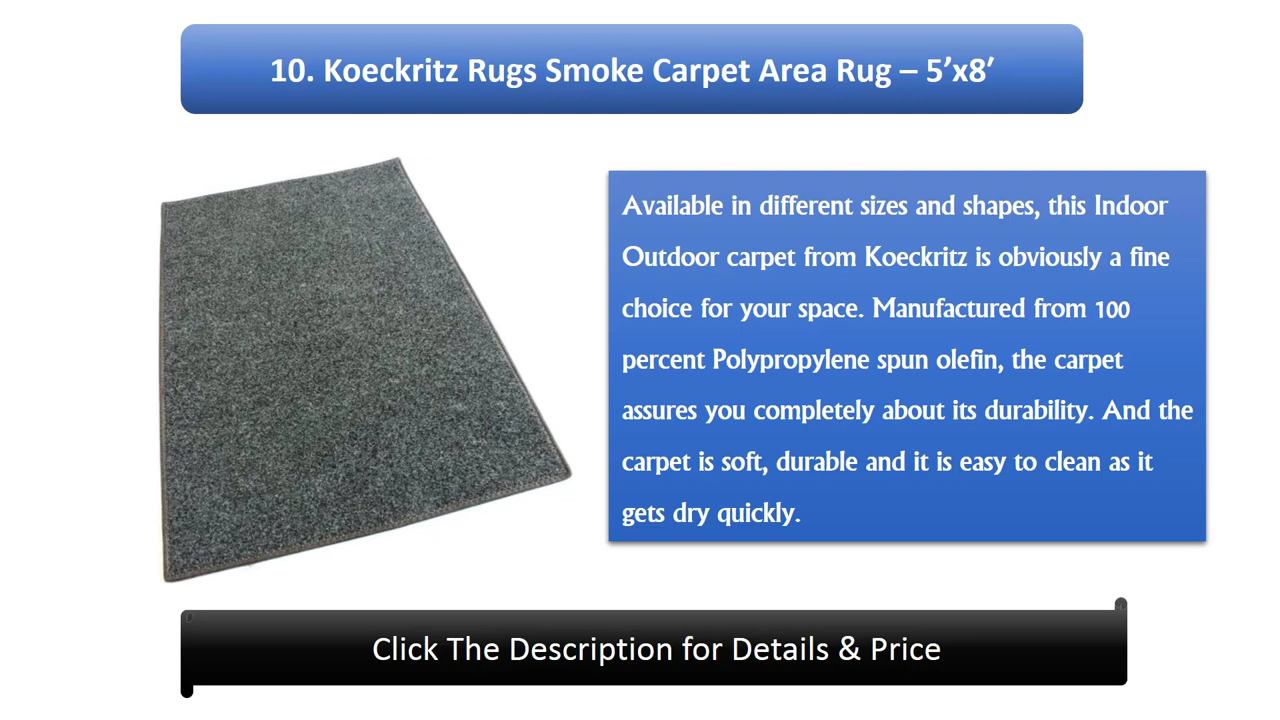 10. Koeckritz Rugs Smoke Carpet Area Rug – 5’x8′
Available in different sizes and shapes, this Indoor
Outdoor carpet from Koeckritz is obviously a fine
choice for your space. Manufactured from 100
percent Polypropylene spun olefin, the carpet
assures you completely about its durability. And the
carpet is soft, durable and it is easy to clean as it
gets dry quickly.
Click The Description for Details & Price